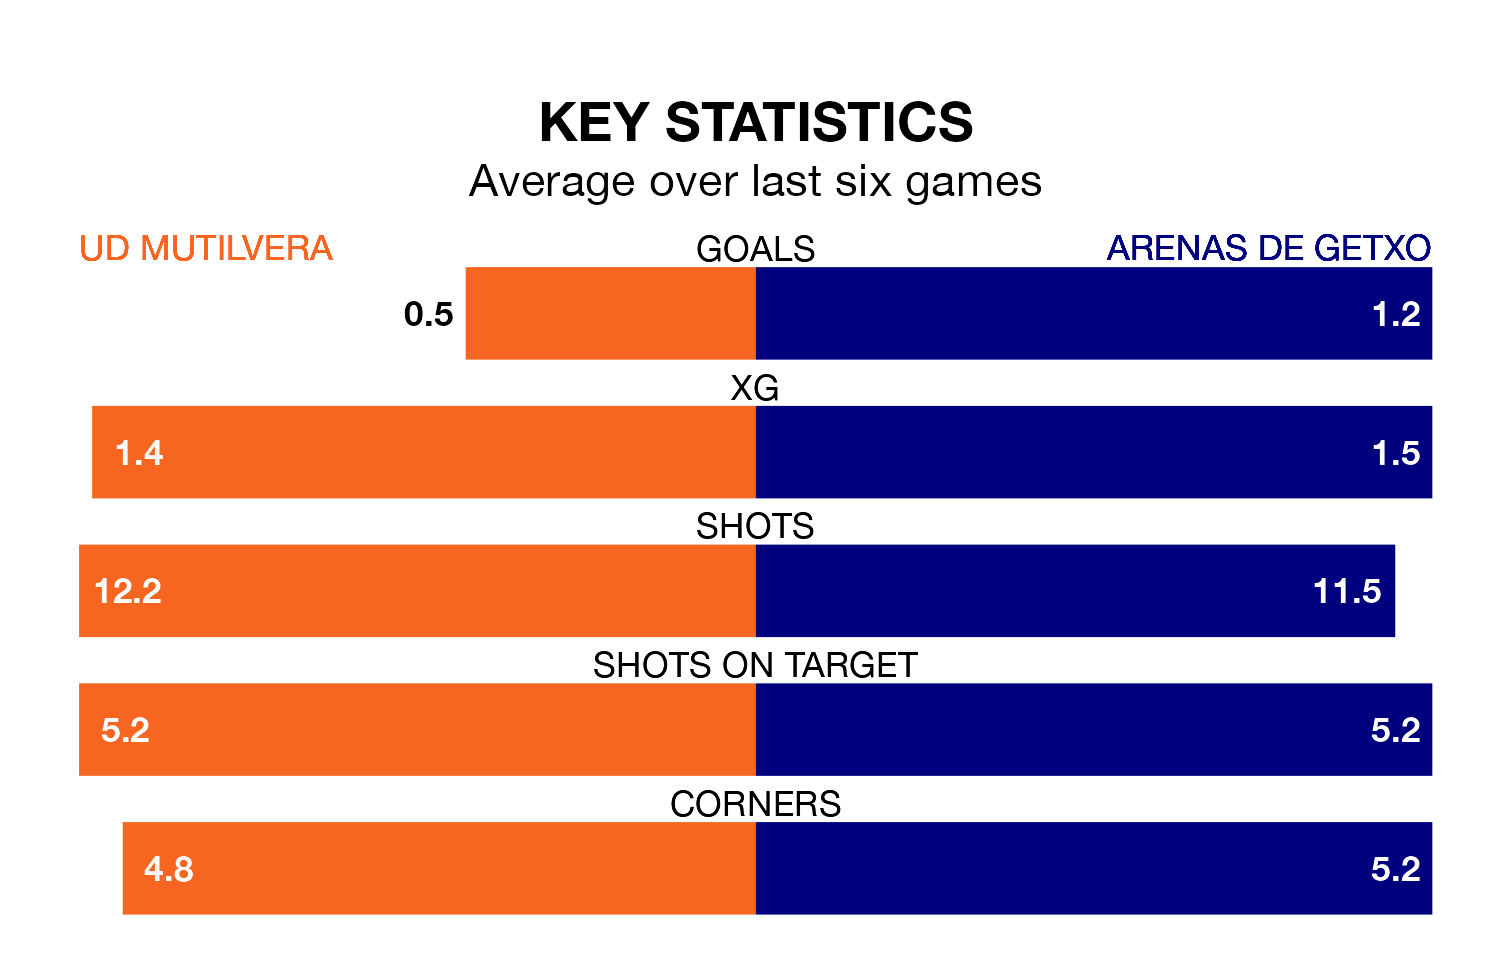 KEY STATISTICS
Average over last six games
UD MUTILVERA GOALS ARENAS DE GETXO
0.5 1.2
XG
1.4 1.5
SHOTS
12.2 11.5
SHOTS ON TARGET
5.2 5.2
CORNERS
4.8 5.2